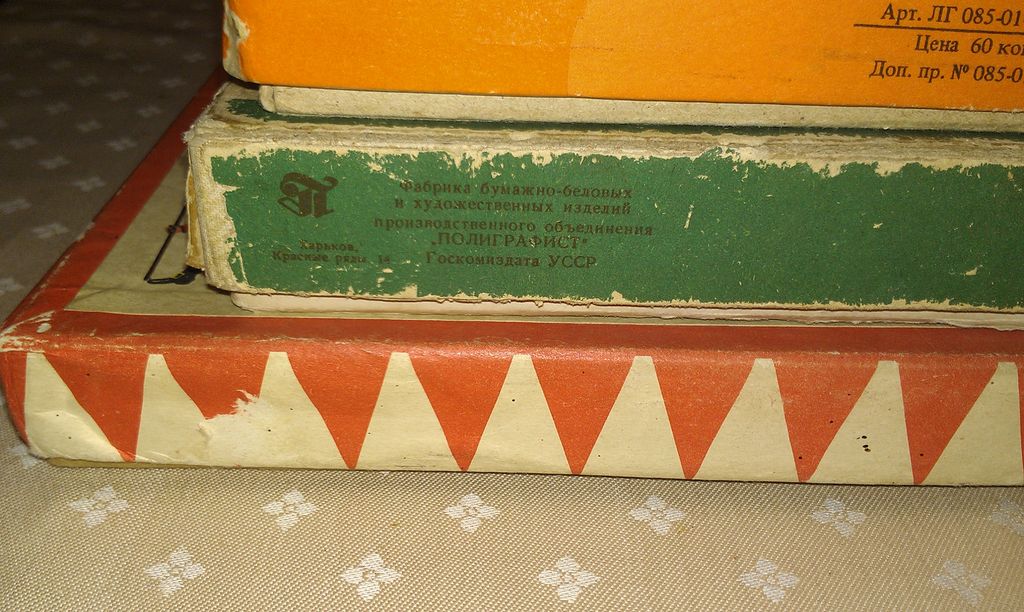 Арт. ЛГ 085-01
Цена 60 ко
Доп. пр. № 085-0
П
Фабрика бумажно-беловых
и художественных изделий
производственного объединения
„ПОЛИГРАФИСТ"
Госкомиздата УССР
Харьков,
Красные ряды 14